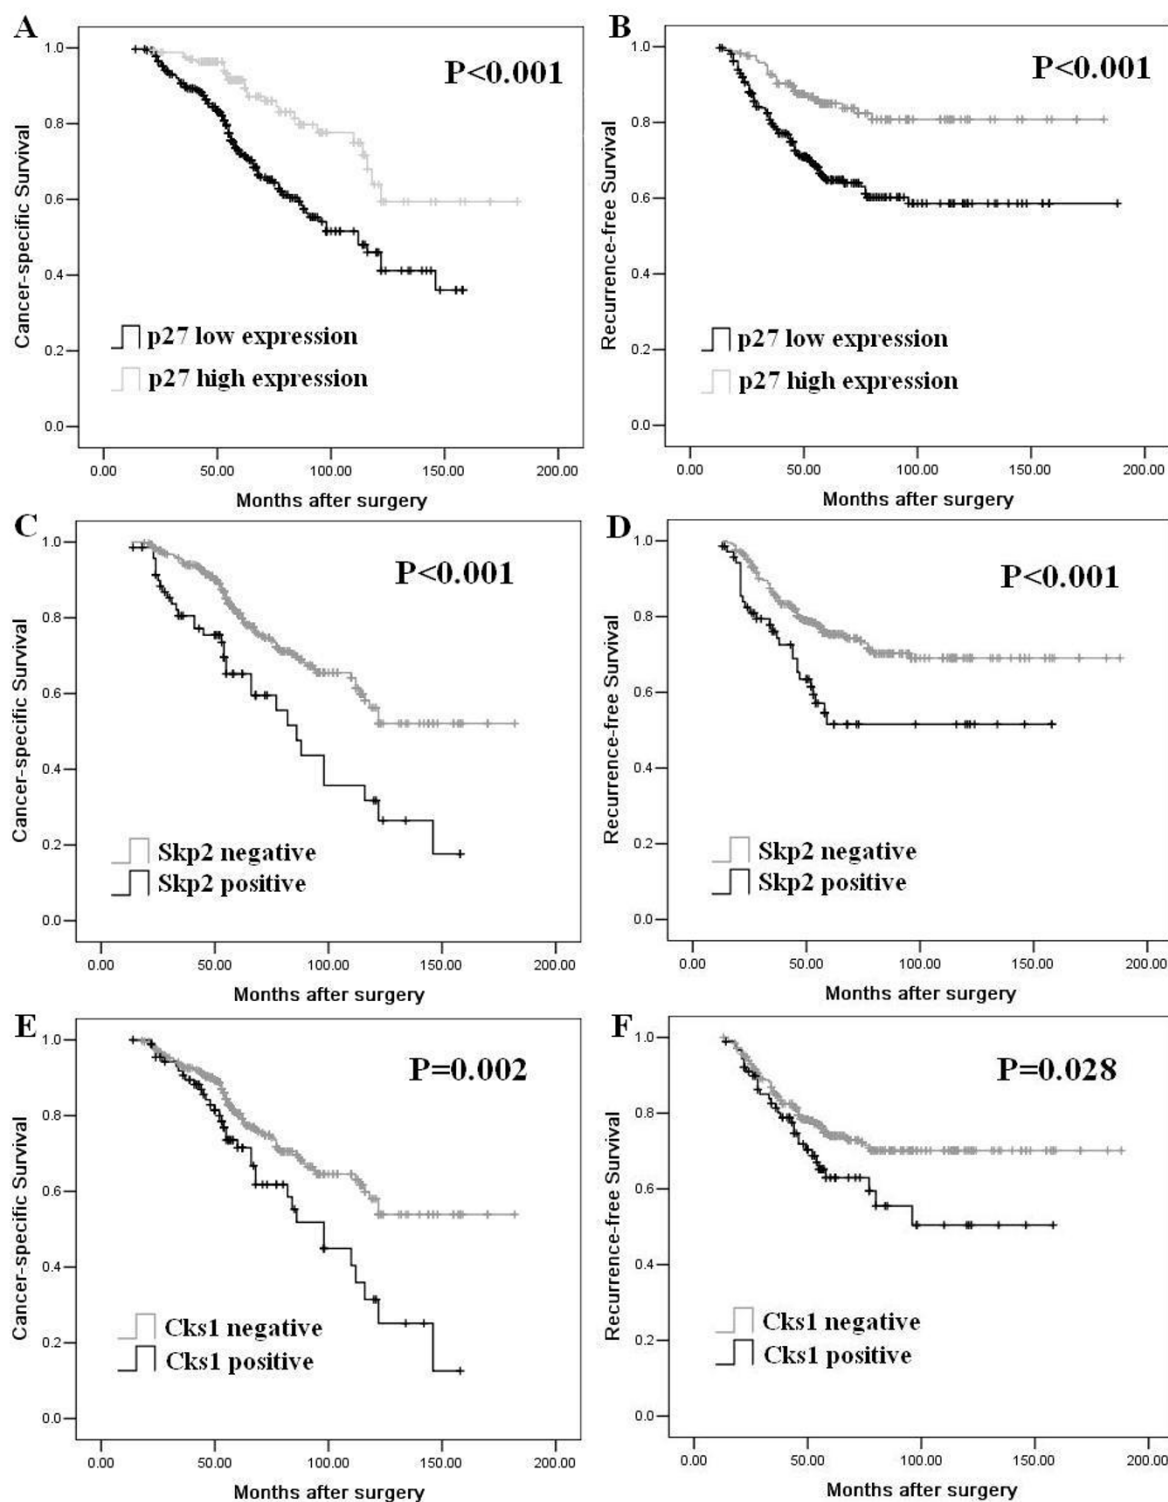 A
P<0.001
Cancer-specific Survival
1.0
0.8
0.6
0.4
0.2
0.0
p27 low expression
p27 high expression
0.00 50.00 100.00 150.00 200.00
Months after surgery
B
P<0.001
Recurrence-free Survival
1.0
0.8
0.6
0.4
0.2
0.0
p27 low expression
p27 high expression
0.00 50.00 100.00 150.00 200.00
Months after surgery
C
P<0.001
Cancer-specific Survival
1.0
0.8
0.6
0.4
0.2
0.0
Skp2 negative
Skp2 positive
0.00 50.00 100.00 150.00 200.00
Months after surgery
D
P<0.001
Recurrence-free Survival
1.0
0.8
0.6
0.4
0.2
0.0
Skp2 negative
Skp2 positive
0.00 50.00 100.00 150.00 200.00
Months after surgery
E
P=0.002
Cancer-specific Survival
1.0
0.8
0.6
0.4
0.2
0.0
Cks1 negative
Cks1 positive
0.00 50.00 100.00 150.00 200.00
Months after surgery
F
P=0.028
Recurrence-free Survival
1.0
0.8
0.6
0.4
0.2
0.0
Cks1 negative
Cks1 positive
0.00 50.00 100.00 150.00 200.00
Months after surgery